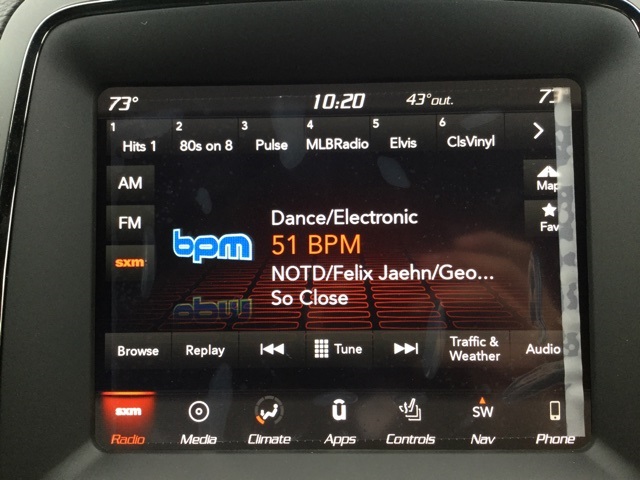 73° 10:20 43°out. 73
1 Hits 1 2 80s on 8 3 Pulse 4 MLBRadio 5 Elvis 6 ClsVinyl
AM
Map
FM
Fav
sxm
bpm
Dance/Electronic
51 BPM
NOTD/Felix Jaehn/Geo...
So Close
Browse Replay Tune Traffic & Weather Audio
sxm SW
Radio Media Climate Apps Controls Nav Phone